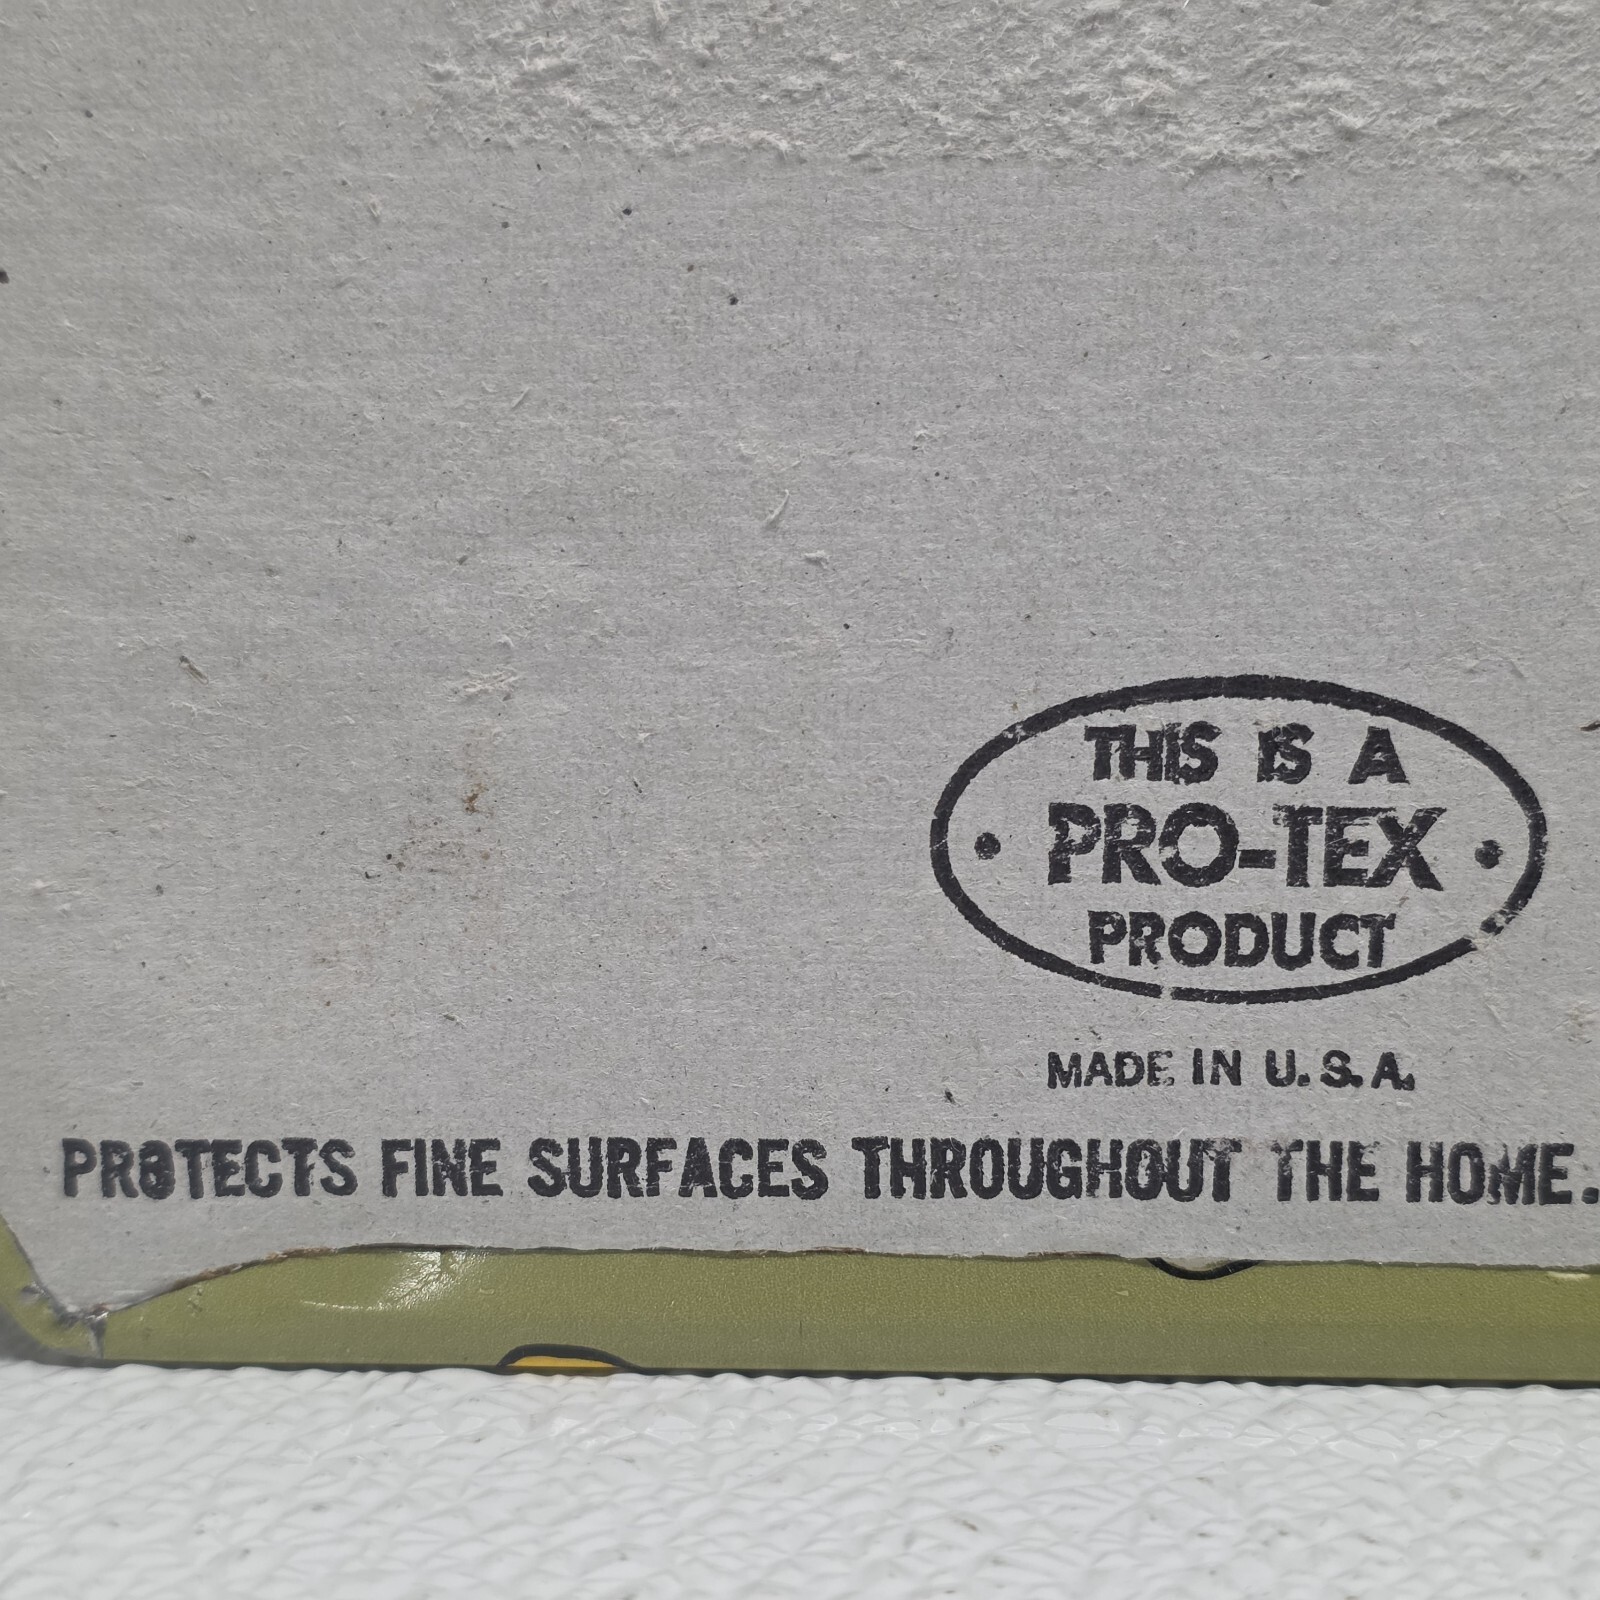 THIS IS A
PRO-TEX
PRODUCT
MADE IN U.S.A.
PROTECTS FINE SURFACES THROUGHOUT THE HOME.